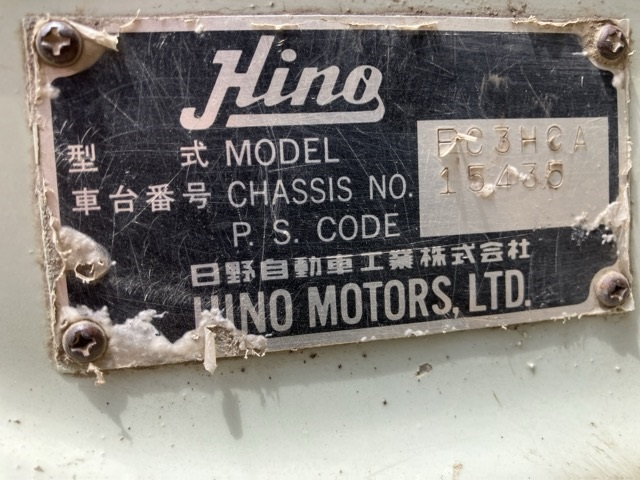 Hino
型 式 MODEL FC3HCA
車台番号 CHASSIS NO. 15435
P. S. CODE
日野自動車工業株式会社
HINO MOTORS, LTD.